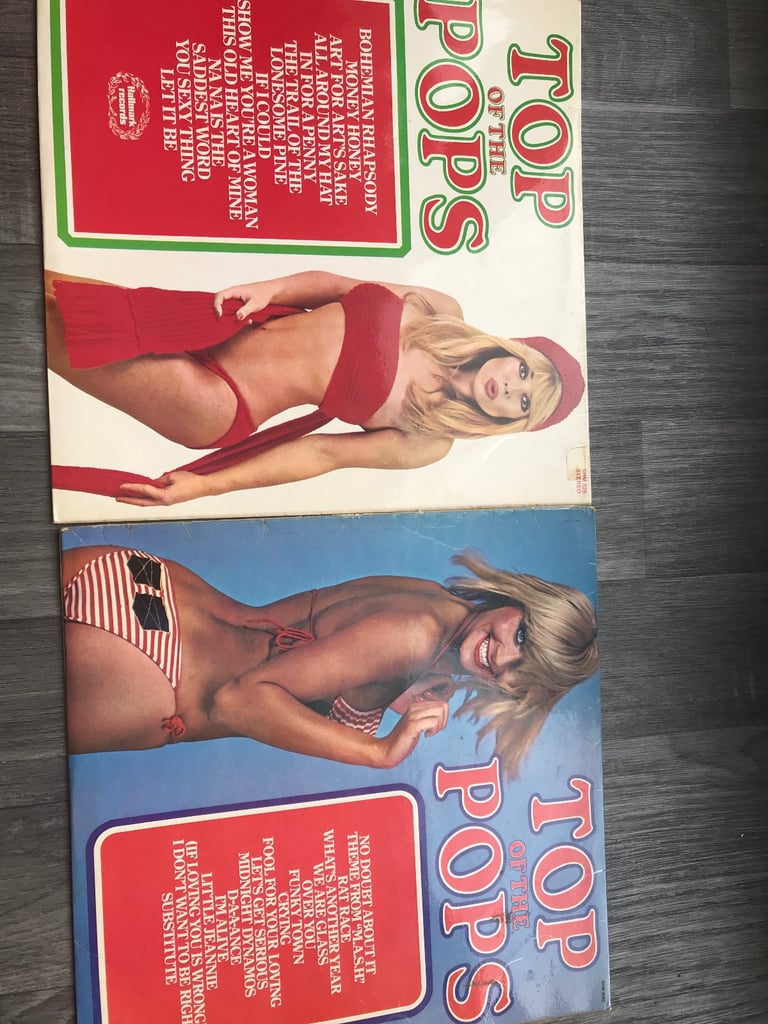 TOP
OF THE
POPS
BOHEMIAN RHAPSODY
MONEY HONEY
ART FOR ART'S SAKE
ALL AROUND MY HAT
IN FOR A PENNY
THE TRAIL OF THE
LONESOME PINE
IF I COULD
SHOW ME YOU'RE A WOMAN
THIS OLD HEART OF MINE
NA NA IS THE
SADDEST WORD
YOU SEXY THING
LET IT BE
hallmark
records
STEREO
TOP
OF THE
POPS
NO DOUBT ABOUT IT
THEME FROM "M.A.S.H"
RAT RACE
WHAT'S ANOTHER YEAR
WE ARE GLASS
OVER YOU
FUNKY TOWN
CRYING
FOOL FOR YOUR LOVING
LET'S GET SERIOUS
MIDNIGHT DYNAMOS
D-A-A-ANCE
I'M ALIVE
LITTLE JEANNIE
(IF LOVING YOU IS WRONG)
I DON'T WANT TO BE RIGH
SUBSTITUTE